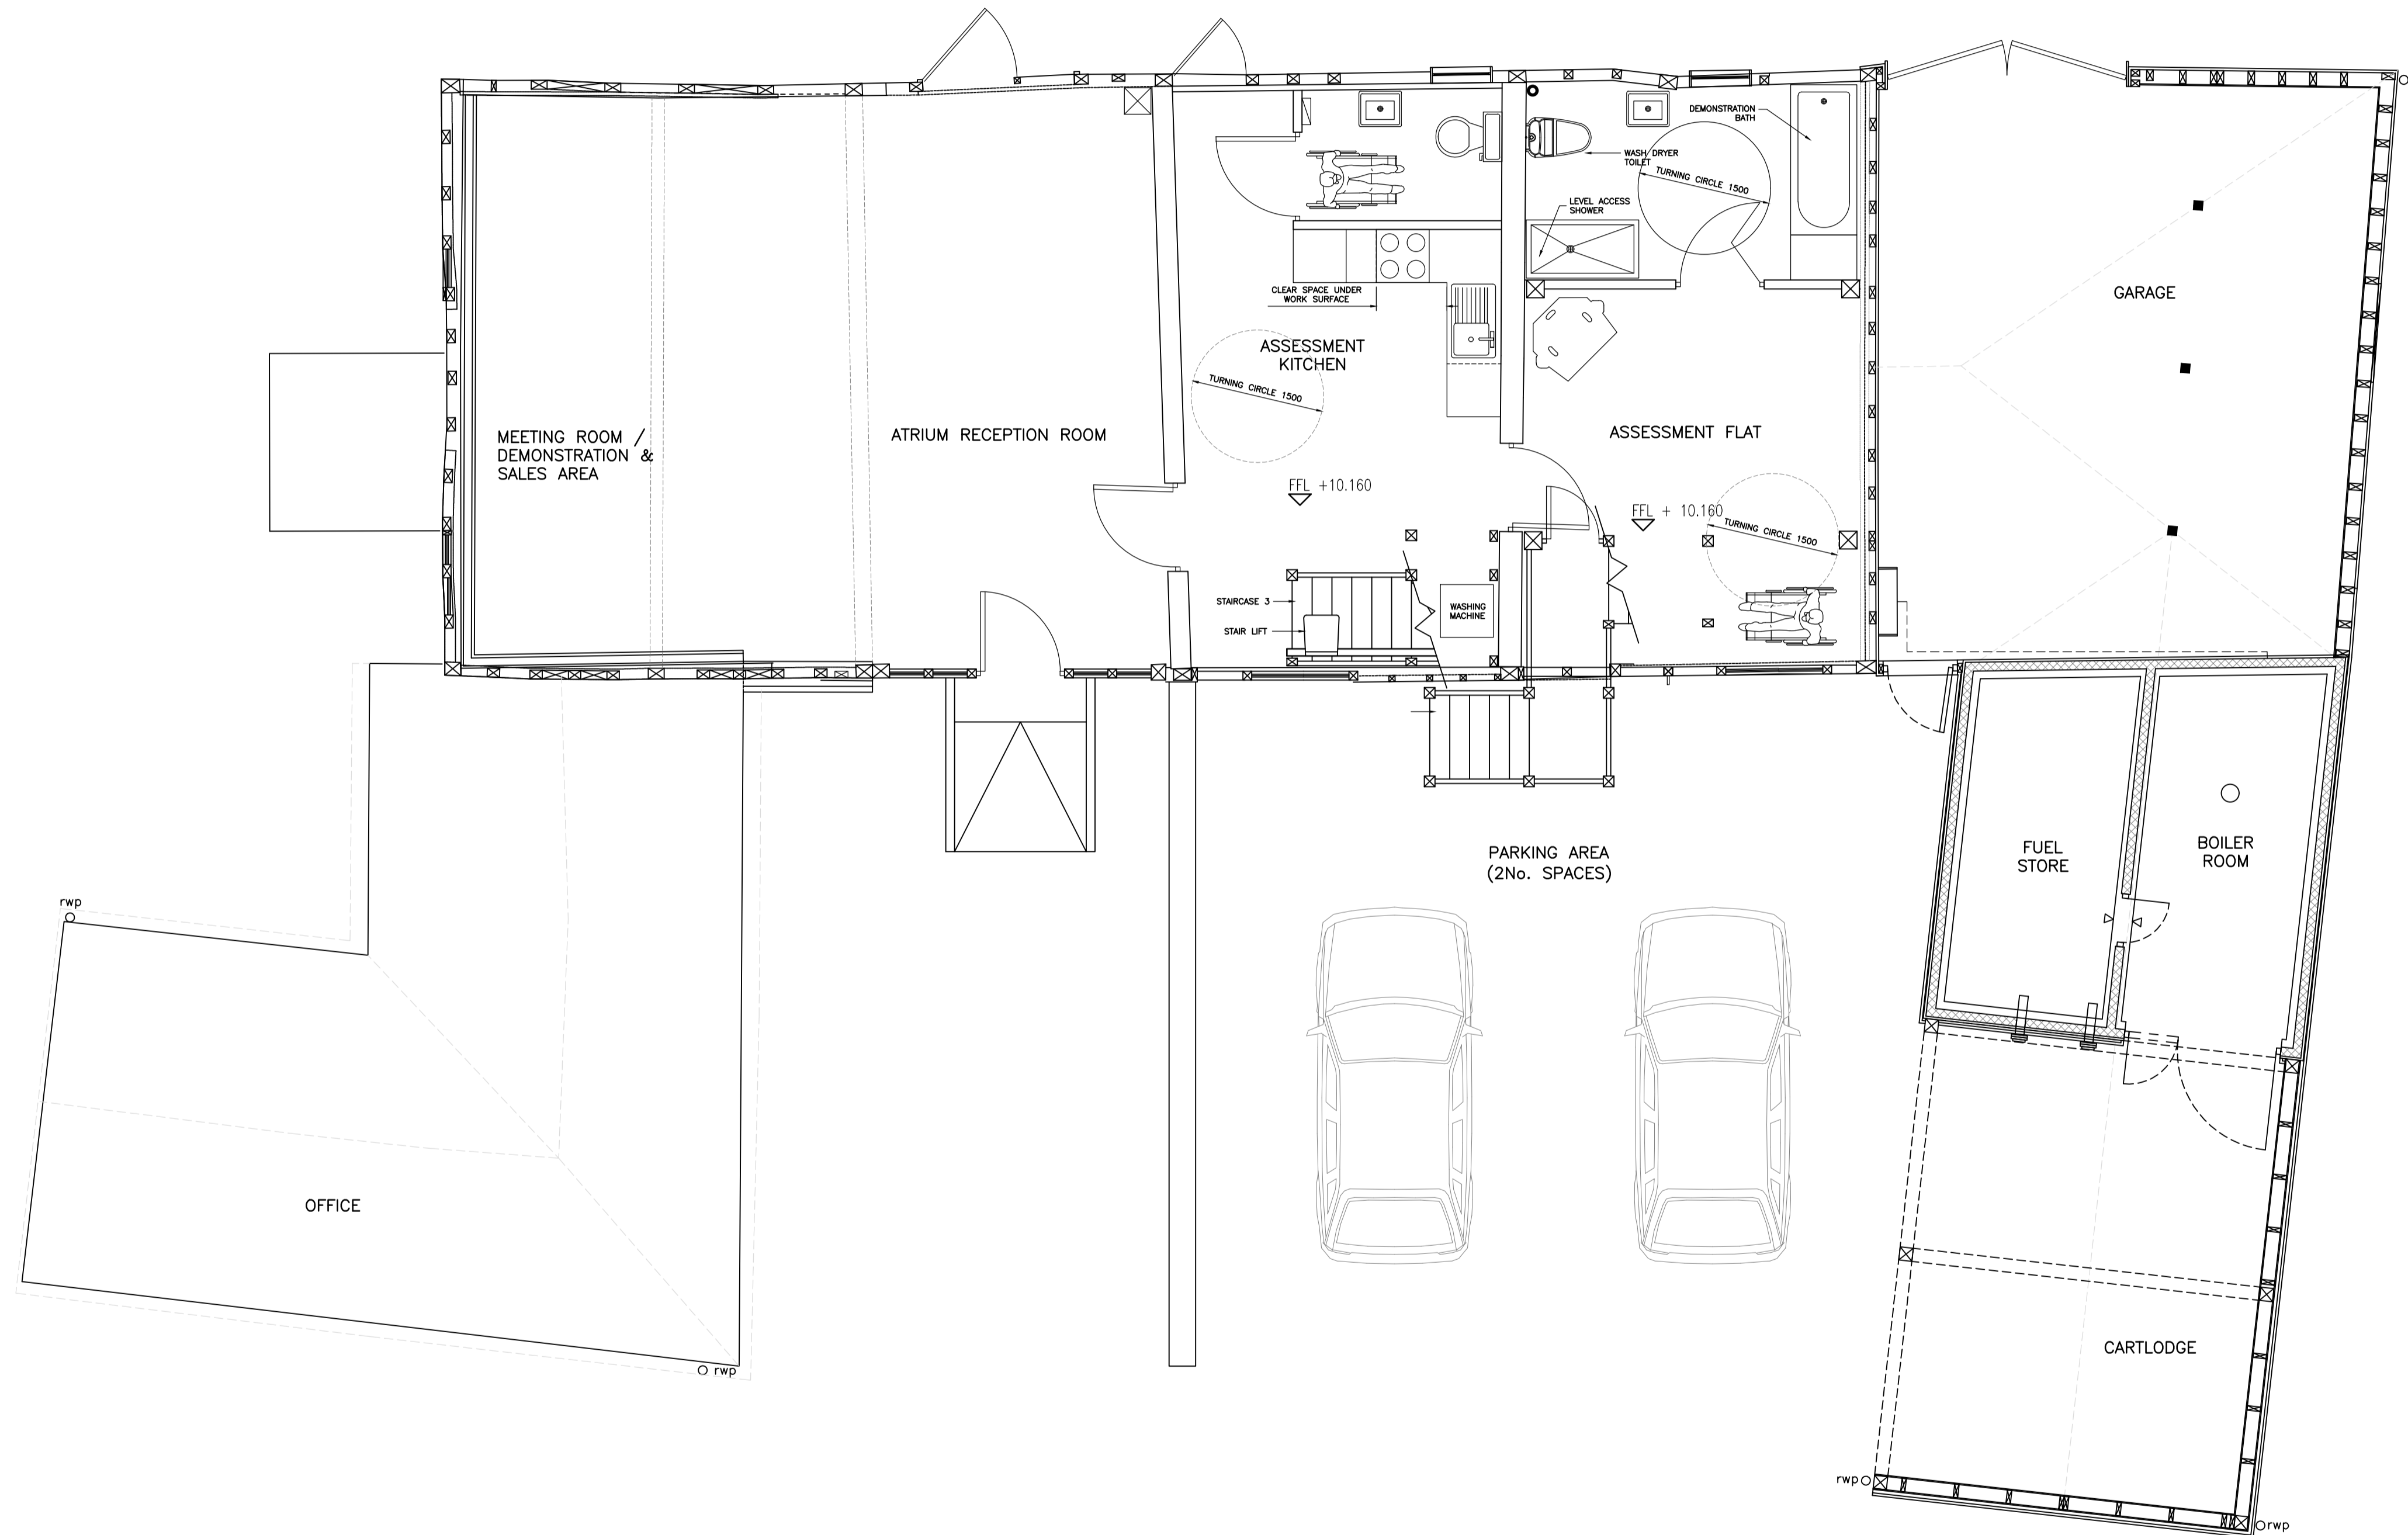 DEMONSTRATION
BATH
WASH DRYER
TOILET
TURNING CIRCLE 1500
LEVEL ACCESS
SHOWER
GARAGE
CLEAR SPACE UNDER
WORK SURFACE
ASSESSMENT
KITCHEN
TURNING CIRCLE 1500
MEETING ROOM /
DEMONSTRATION &
SALES AREA
ATRIUM RECEPTION ROOM
ASSESSMENT FLAT
FFL +10.160
FFL + 10.160
TURNING CIRCLE 1500
STAIRCASE 3
STAIR LIFT
WASHING
MACHINE
PARKING AREA
(2No. SPACES)
FUEL
STORE
BOILER
ROOM
rwp
OFFICE
rwp
CARTLODGE
rwp
rwp